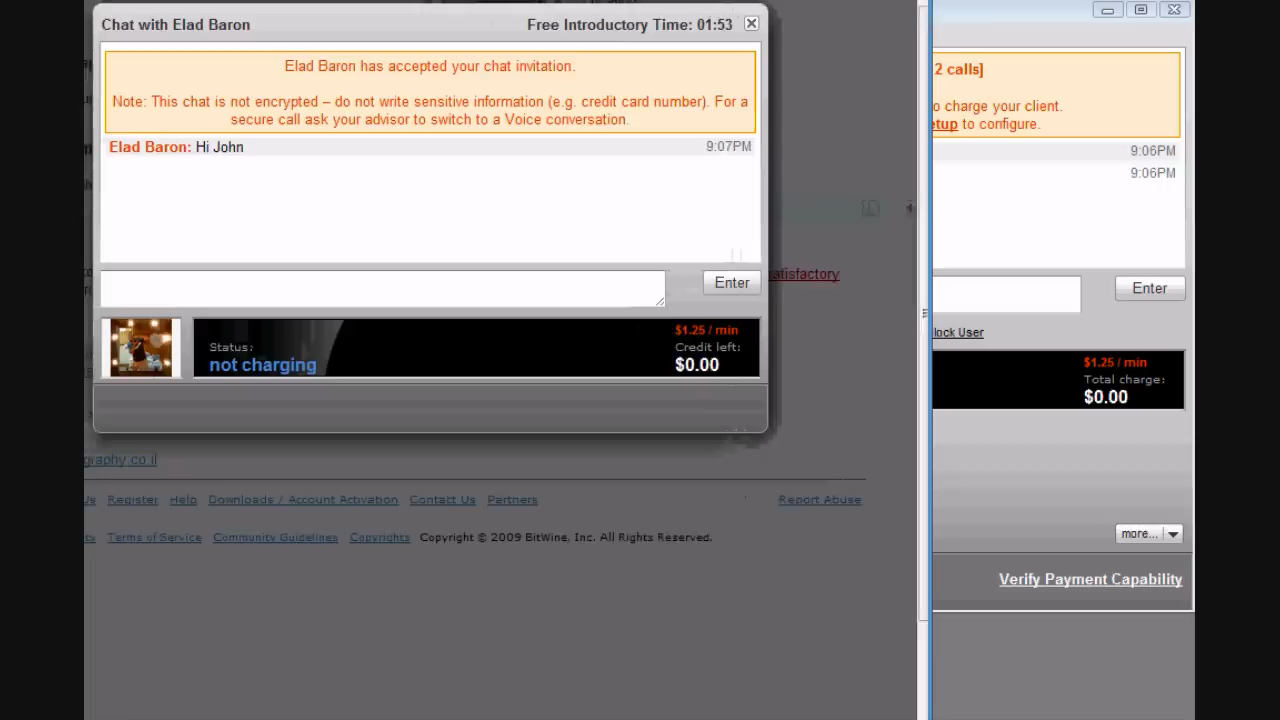 Chat with Elad Baron
Free Introductory Time: 01:53
Elad Baron has accepted your chat invitation.
Note: This chat is not encrypted – do not write sensitive information (e.g. credit card number). For a
secure call ask your advisor to switch to a Voice conversation.
Elad Baron: Hi John 9:07PM
Enter
Status:
not charging
$1.25 / min
Credit left:
$0.00
2 calls]
o charge your client.
etup to configure.
9:06PM
9:06PM
atisfactory
Enter
lock User
$1.25 / min
Total charge:
$0.00
graphy.co.il
Us Register Help Downloads / Account Activation Contact Us Partners Report Abuse
ts Terms of Service Community Guidelines Copyrights Copyright © 2009 BitWine, Inc. All Rights Reserved.
more...
Verify Payment Capability